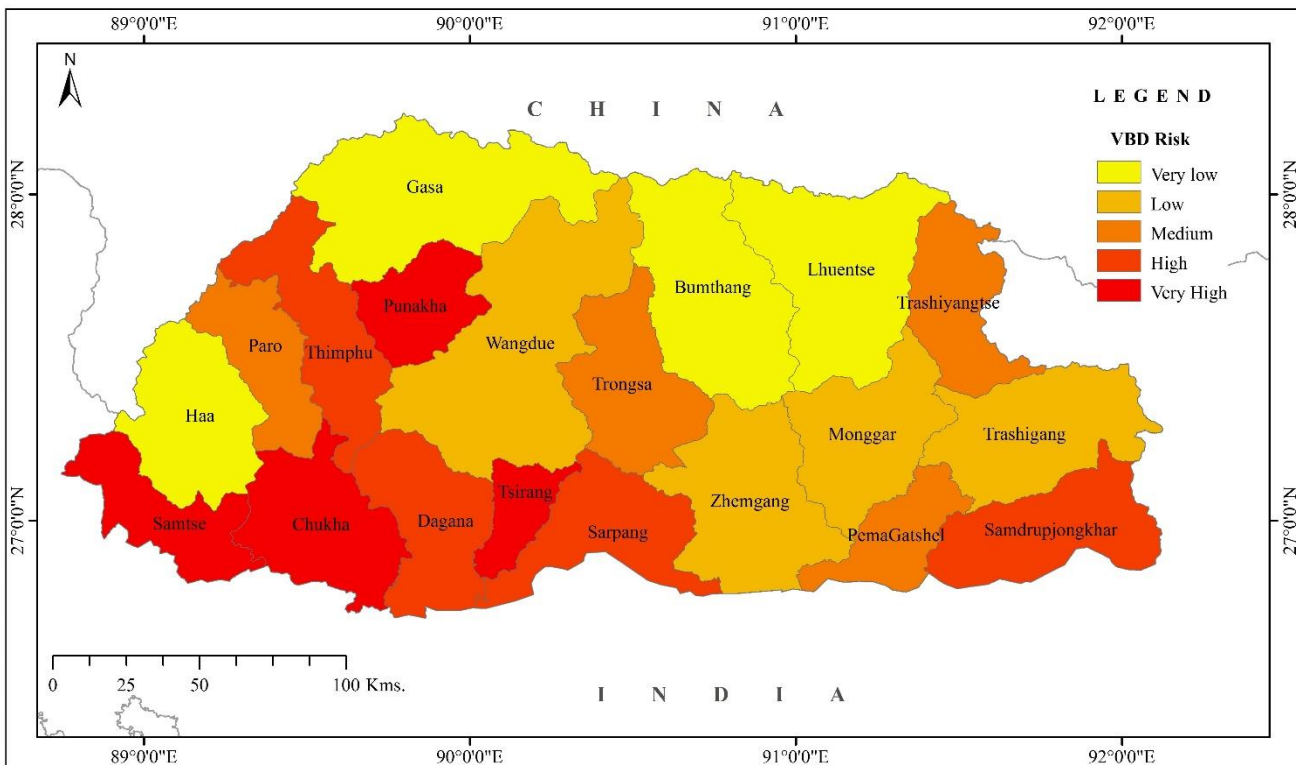 89°0'0"E 90°0'0"E 91°0'0"E 92°0'0"E
N
C H I N A
L E G E N D
VBD Risk
Very low
Low
Medium
High
Very High
28°0'0"N
28°0'0"N
Gasa
Lhuentse
Bumthang
Trashiyangtse
Punakha
Paro
Thimphu
Wangdue
Trongsa
Haa
Monggar
Trashigang
Tsirang
Zhemgang
Samtse
Chukha
Dagana
Sarpang
PemaGatshel
Samdrupjongkhar
27°0'0"N
27°0'0"N
0 25 50 100 Kms.
I N D I A
89°0'0"E 90°0'0"E 91°0'0"E 92°0'0"E